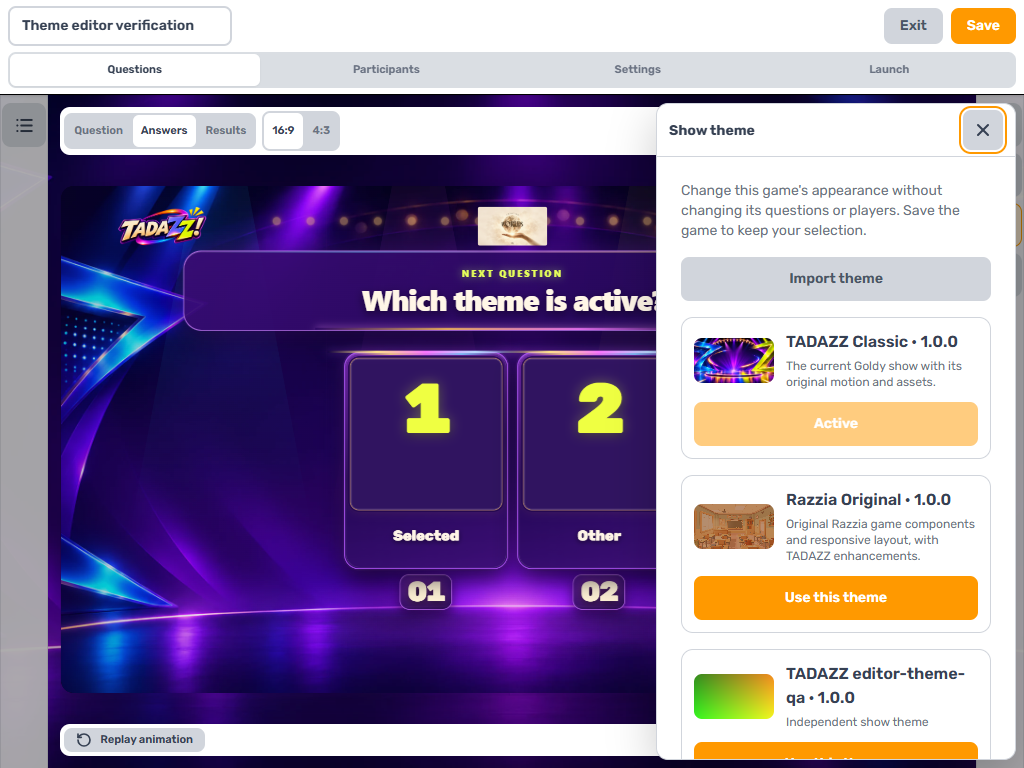 Theme editor verification
Exit
Save
Questions
Participants
Settings
Launch
Question
Answers
Results
16:9
4:3
TADAZZ!
NEXT QUESTION
Which theme is active?
1
2
Selected
Other
01
02
Replay animation
Show theme
Change this game's appearance without
changing its questions or players. Save the
game to keep your selection.
Import theme
TADAZZ Classic • 1.0.0
The current Goldy show with its
original motion and assets.
Active
Razzia Original • 1.0.0
Original Razzia game components
and responsive layout, with
TADAZZ enhancements.
Use this theme
TADAZZ editor-theme-
qa • 1.0.0
Independent show theme